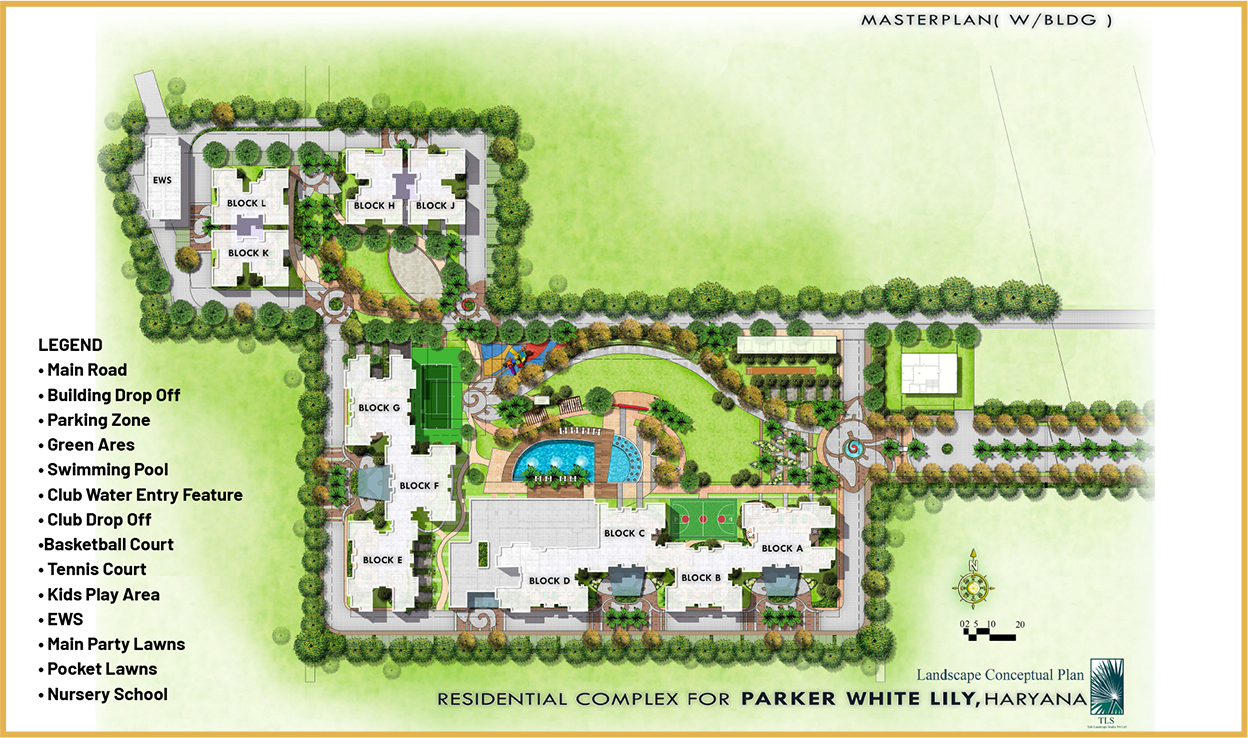 MASTERPLAN( W/BLDG )
EWS
BLOCK L
BLOCK H
BLOCK J
BLOCK K
LEGEND
• Main Road
• Building Drop Off
• Parking Zone
• Green Ares
• Swimming Pool
• Club Water Entry Feature
• Club Drop Off
•Basketball Court
• Tennis Court
• Kids Play Area
• EWS
• Main Party Lawns
• Pocket Lawns
• Nursery School
BLOCK G
BLOCK F
BLOCK E
BLOCK C
BLOCK A
BLOCK D
BLOCK B
N
0 2 5 10 20
Landscape Conceptual Plan
RESIDENTIAL COMPLEX FOR PARKER WHITE LILY, HARYANA
TLS